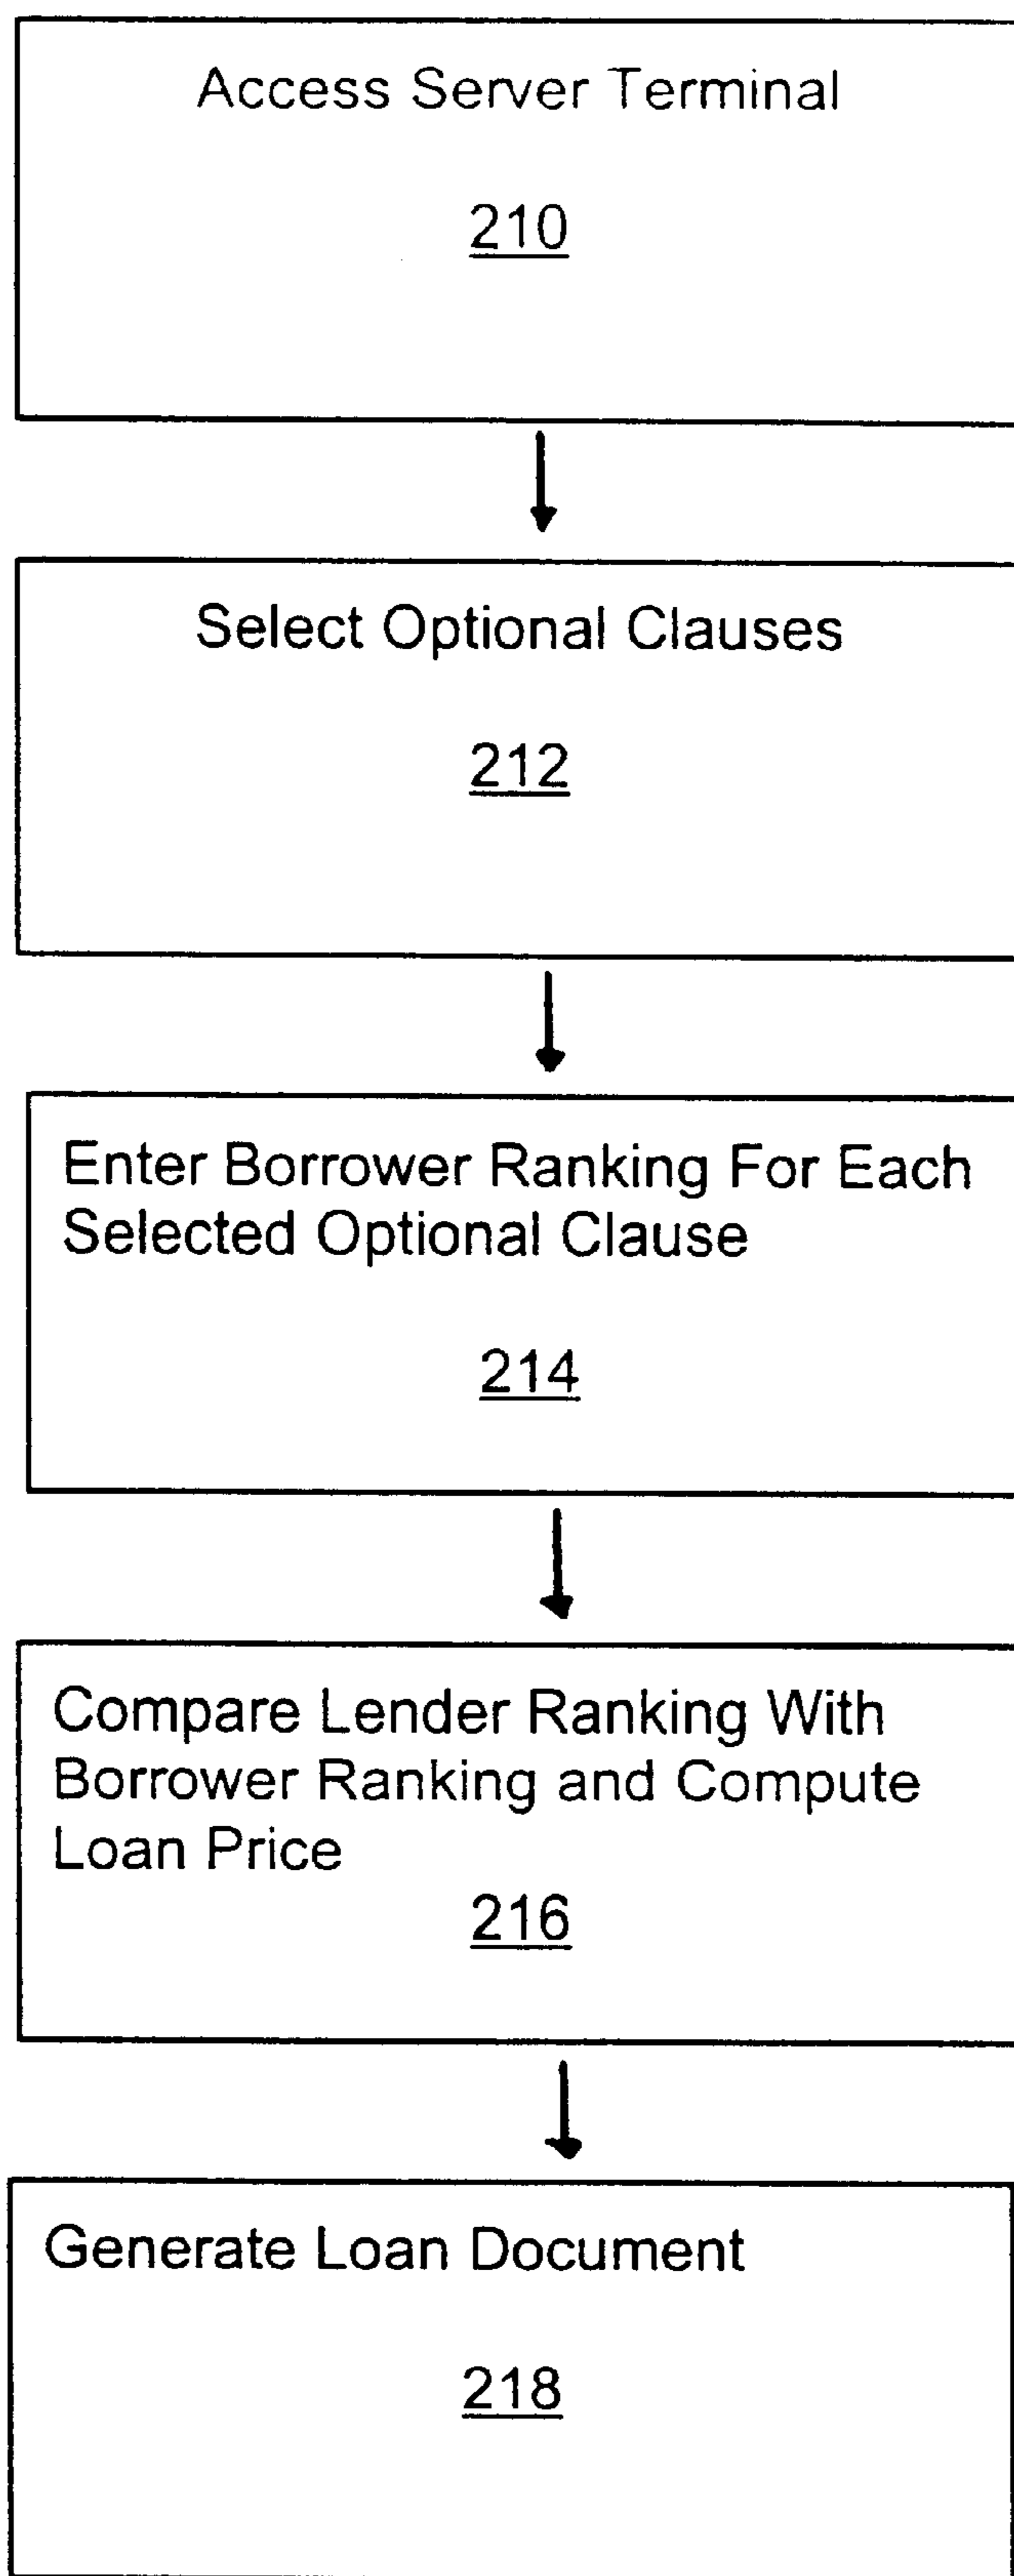 Access Server Terminal
210
Select Optional Clauses
212
Enter Borrower Ranking For Each
Selected Optional Clause
214
Compare Lender Ranking With
Borrower Ranking and Compute
Loan Price
216
Generate Loan Document
218